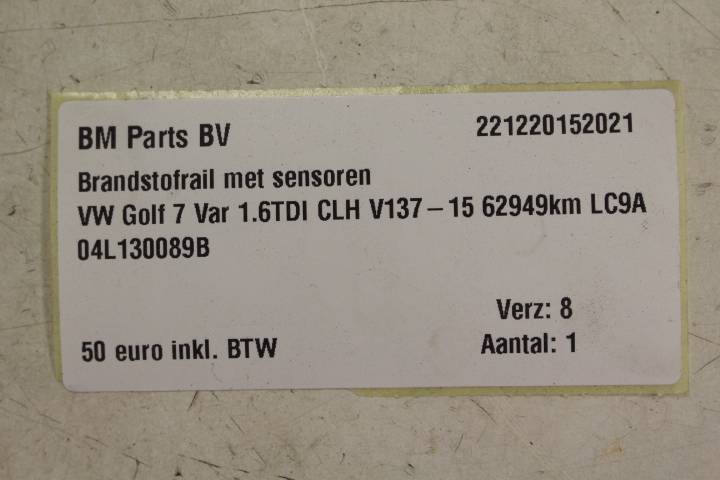 BM Parts BV 221220152021
Brandstofrail met sensoren
VW Golf 7 Var 1.6TDI CLH V137-15 62949km LC9A
04L130089B
Verz: 8
50 euro inkl. BTW Aantal: 1